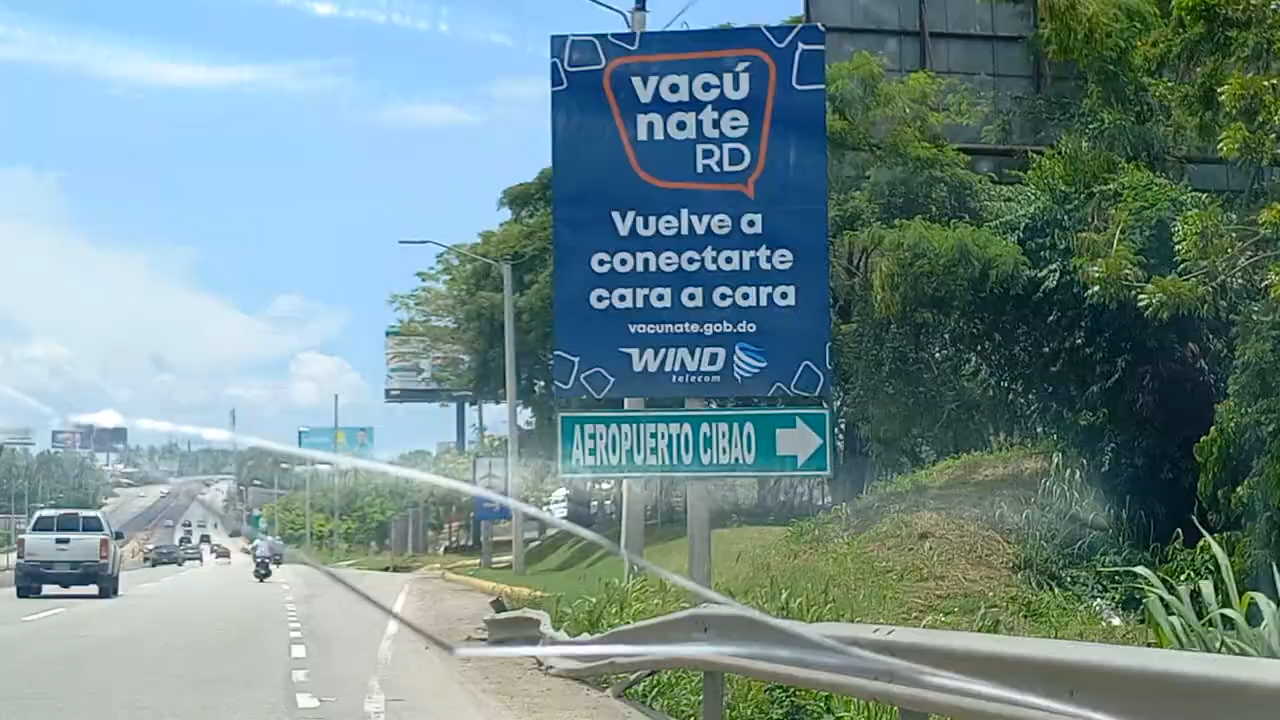 vacú
nate
RD
Vuelve a
conectarte
cara a cara
vacunate.gob.do
WIND
telecom
AEROPUERTO CIBAO